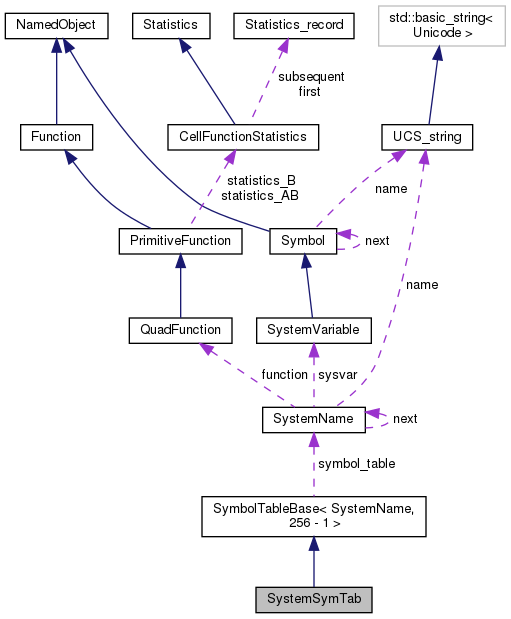 NamedObject
Statistics
Statistics_record
std::basic_string<
Unicode >
subsequent
first
Function
CellFunctionStatistics
UCS_string
statistics_B
statistics_AB
name
PrimitiveFunction
Symbol
next
name
QuadFunction
SystemVariable
function
sysvar
SystemName
next
symbol_table
SymbolTableBase< SystemName,
256 - 1 >
SystemSymTab